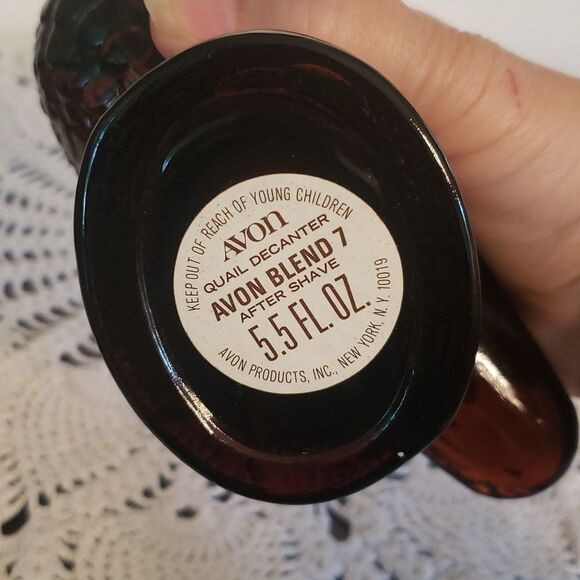 KEEP OUT OF REACH OF YOUNG CHILDREN
AVON
QUAIL DECANTER
AVON BLEND 7
AFTER SHAVE
5.5 FL. OZ.
AVON PRODUCTS, INC., NEW YORK, N.Y. 10019